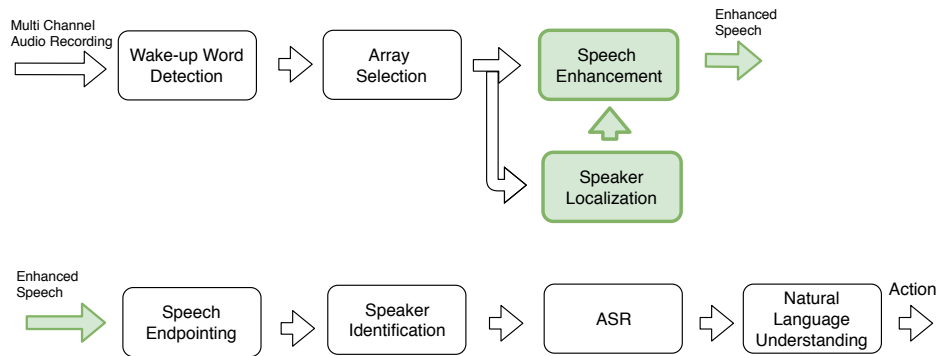 Multi Channel
Audio Recording
Wake-up Word
Detection
Array
Selection
Speech
Enhancement
Enhanced
Speech
Speaker
Localization
Enhanced
Speech
Speech
Endpointing
Speaker
Identification
ASR
Natural
Language
Understanding
Action